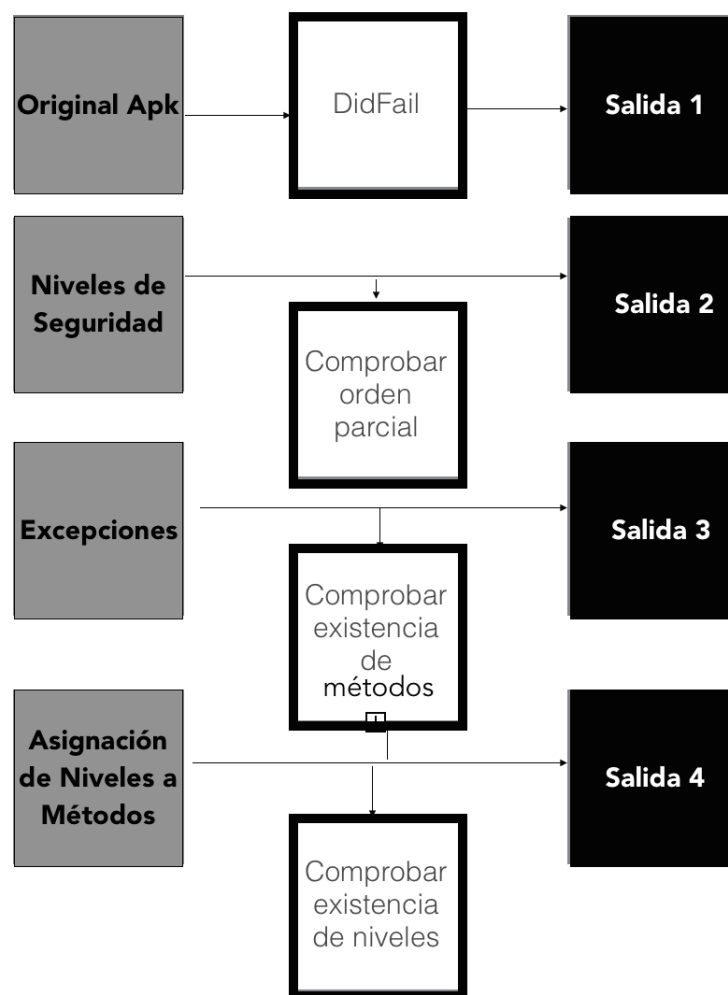 Original Apk
DidFail
Salida 1
Niveles de
Seguridad
Salida 2
Comprobar
orden
parcial
Excepciones
Salida 3
Comprobar
existencia
de
métodos
Asignación
de Niveles a
Métodos
Salida 4
Comprobar
existencia
de niveles